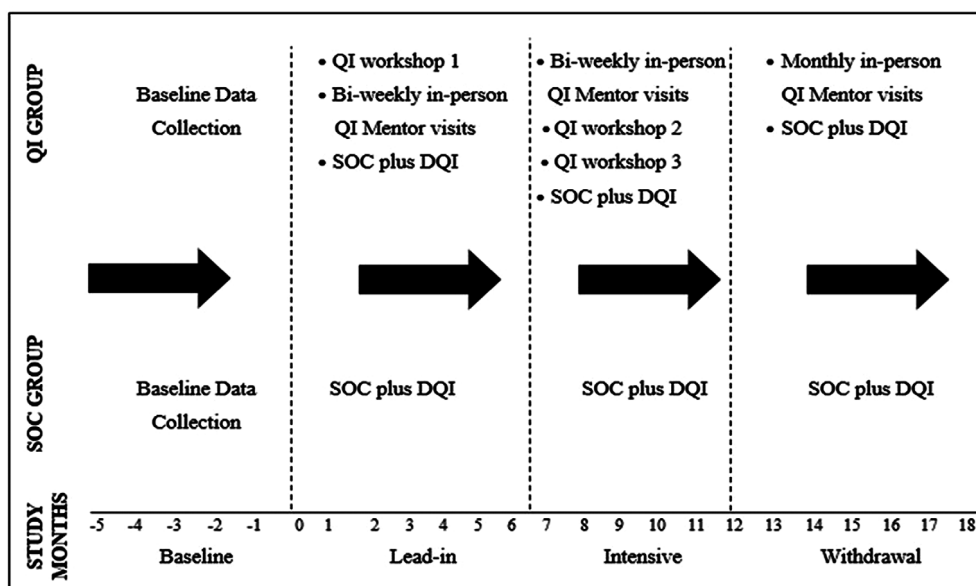 QI GROUP
Baseline Data
Collection
• QI workshop 1
• Bi-weekly in-person
QI Mentor visits
• SOC plus DQI
• Bi-weekly in-person
QI Mentor visits
• QI workshop 2
• QI workshop 3
• SOC plus DQI
• Monthly in-person
QI Mentor visits
• SOC plus DQI
SOC GROUP
Baseline Data
Collection
SOC plus DQI
SOC plus DQI
SOC plus DQI
STUDY
MONTHS
-5 -4 -3 -2 -1 0 1 2 3 4 5 6 7 8 9 10 11 12 13 14 15 16 17 18
Baseline Lead-in Intensive Withdrawal